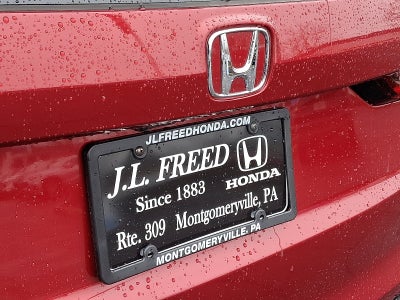 JLFREEDHONDA.COM
J.L. FREED
HONDA
Since 1883
Rte. 309 Montgomeryville, PA
MONTGOMERYVILLE, PA